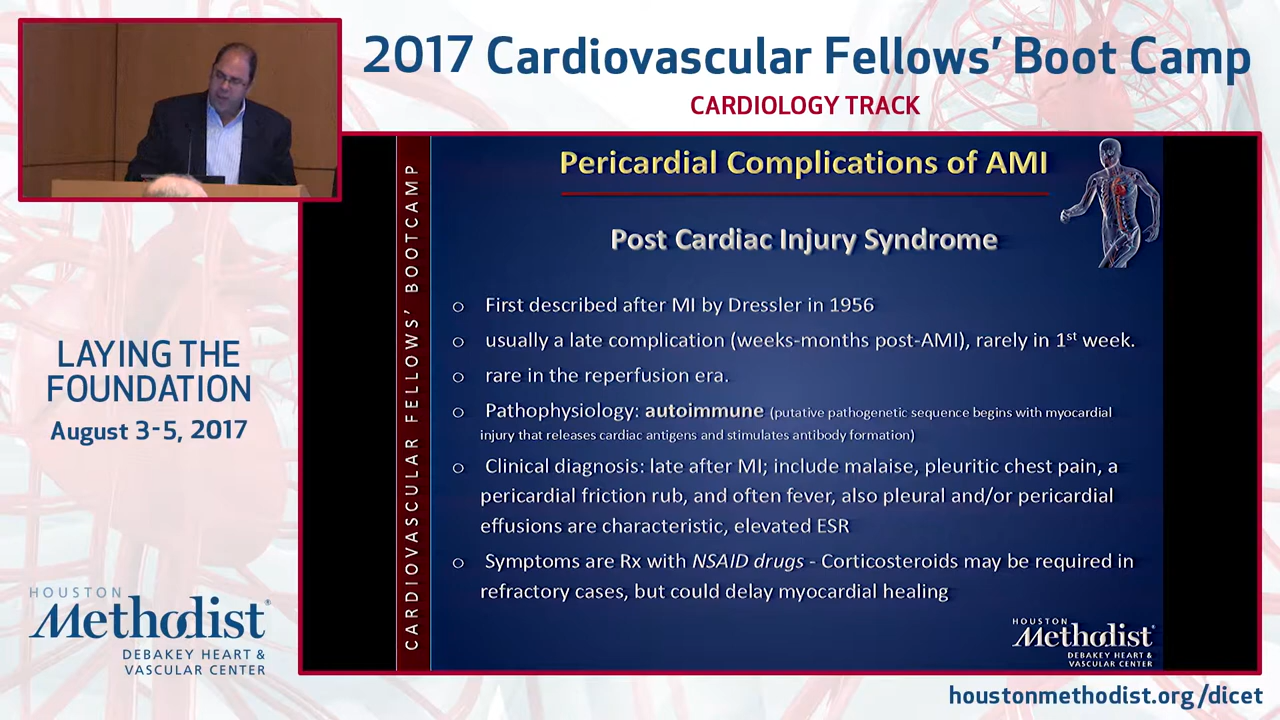 2017 Cardiovascular Fellows' Boot Camp
CARDIOLOGY TRACK
LAYING THE
FOUNDATION
August 3-5, 2017
HOUSTON
Methodist®
DEBAKEY HEART &
VASCULAR CENTER
CARDIOVASCULAR FELLOWS' BOOTCAMP
Pericardial Complications of AMI
Post Cardiac Injury Syndrome
o First described after MI by Dressler in 1956
o usually a late complication (weeks-months post-AMI), rarely in 1st week.
o rare in the reperfusion era.
o Pathophysiology: autoimmune (putative pathogenetic sequence begins with myocardial
injury that releases cardiac antigens and stimulates antibody formation)
o Clinical diagnosis: late after MI; include malaise, pleuritic chest pain, a
pericardial friction rub, and often fever, also pleural and/or pericardial
effusions are characteristic, elevated ESR
o Symptoms are Rx with NSAID drugs - Corticosteroids may be required in
refractory cases, but could delay myocardial healing
HOUSTON
Methodist®
DEBAKEY HEART &
VASCULAR CENTER
houstonmethodist.org/dicet